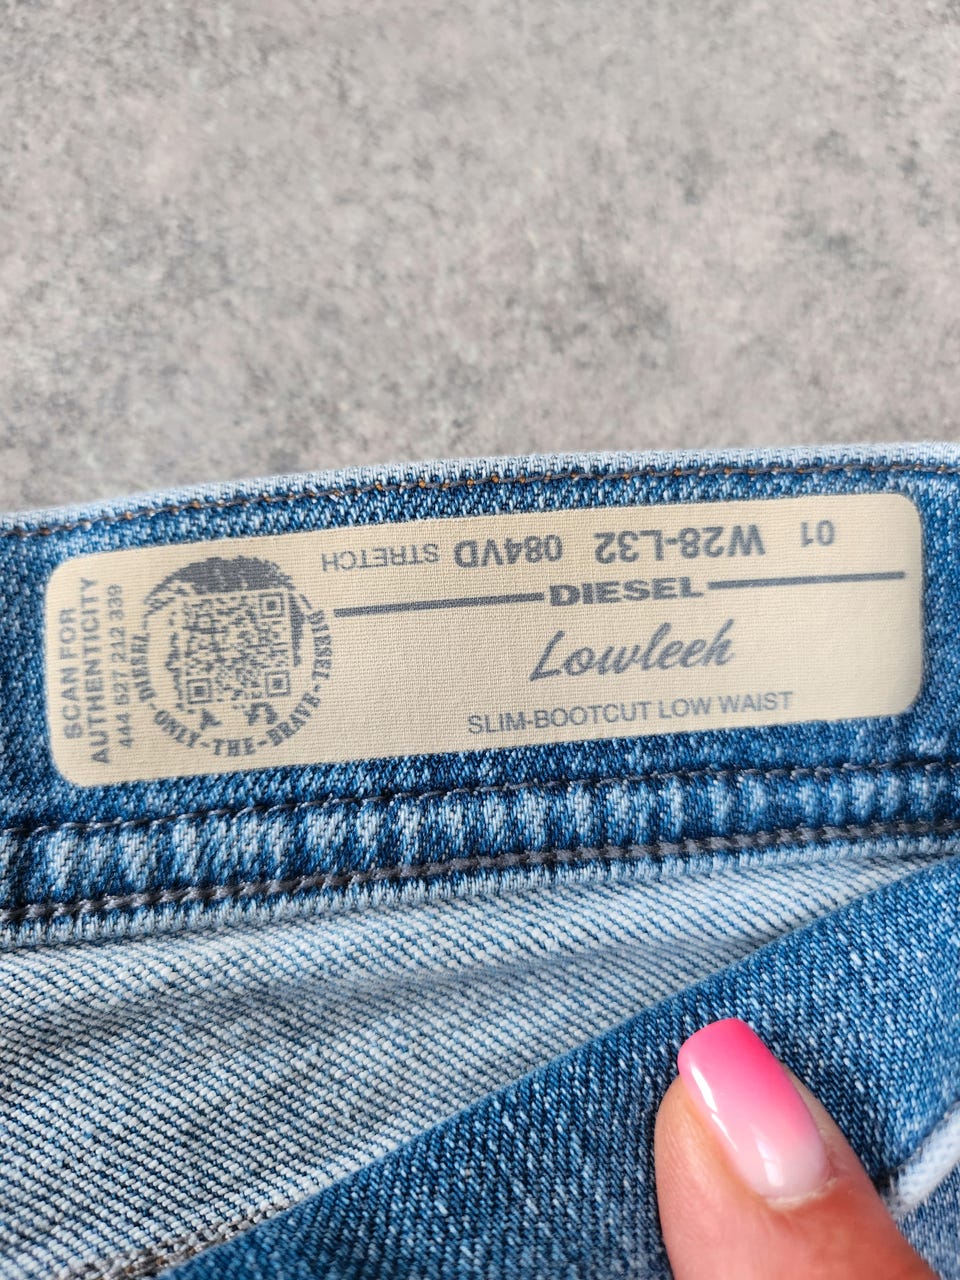 SCAN FOR
AUTHENTICITY
444 527 212 339
DIESEL-ONLY-THE-BRAVE-DIESEL
01 W28-L32 084VD STRETCH
DIESEL
Lowleeh
SLIM-BOOTCUT LOW WAIST